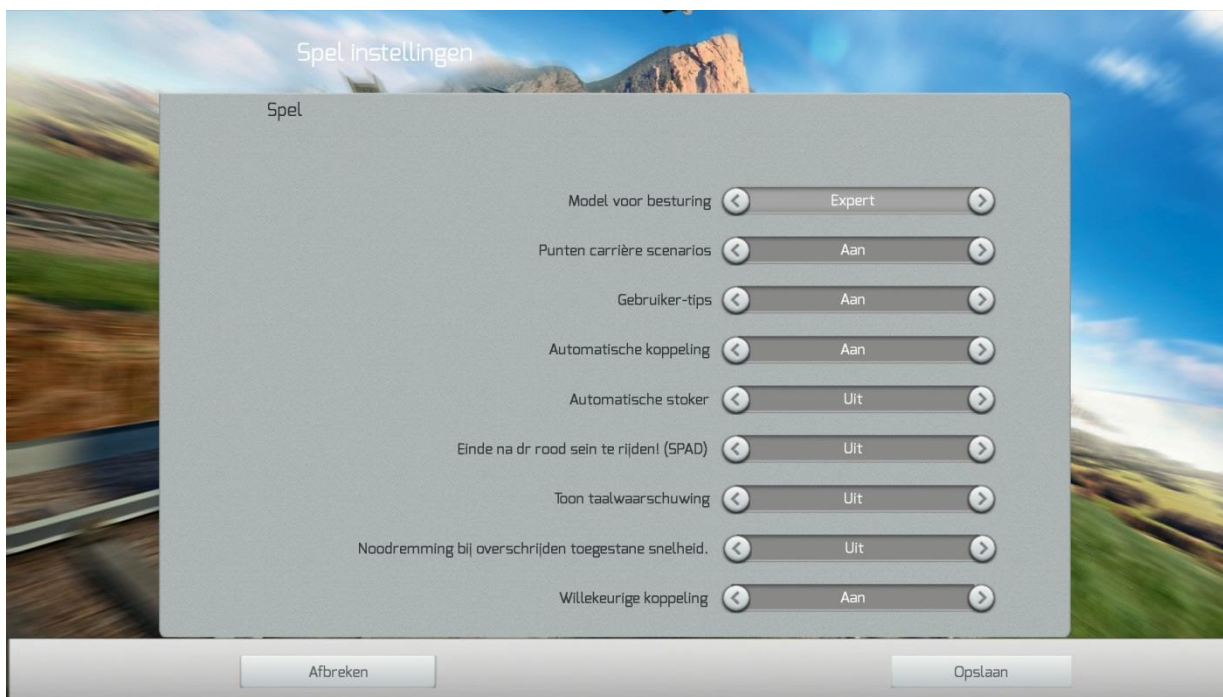 Spel instellingen
Spel
Model voor besturing Expert
Punten carrière scenarios Aan
Gebruiker-tips Aan
Automatische koppeling Aan
Automatische stoker Uit
Einde na dr rood sein te rijden! (SPAD) Uit
Toon taalwaarschuwing Uit
Noodremming bij overschrijden toegestane snelheid. Uit
Willekeurige koppeling Aan
Afbreken Opslaan